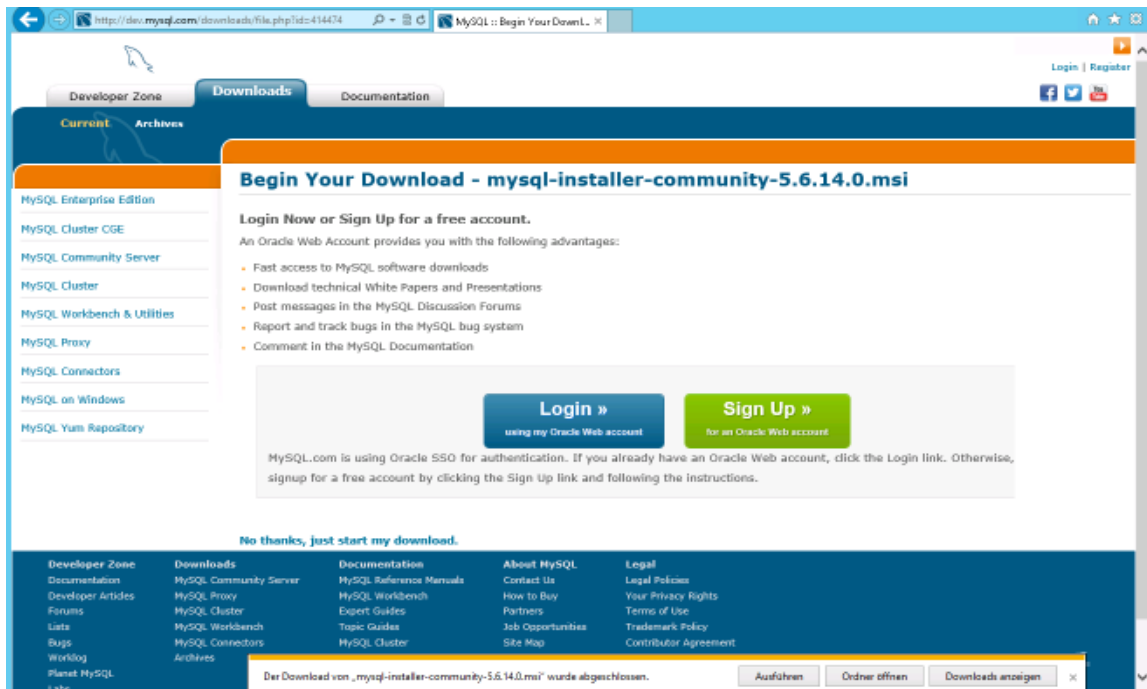 http://dev.mysql.com/downloads/file.php?id=414474
MySQL :: Begin Your Downl...
Login | Register
Developer Zone
Downloads
Documentation
Current
Archives
Begin Your Download - mysql-installer-community-5.6.14.0.msi
MySQL Enterprise Edition
MySQL Cluster CGE
MySQL Community Server
MySQL Cluster
MySQL Workbench & Utilities
MySQL Proxy
MySQL Connectors
MySQL on Windows
MySQL Yum Repository
Login Now or Sign Up for a free account.
An Oracle Web Account provides you with the following advantages:
Fast access to MySQL software downloads
Download technical White Papers and Presentations
Post messages in the MySQL Discussion Forums
Report and track bugs in the MySQL bug system
Comment in the MySQL Documentation
Login »
using my Oracle Web account
Sign Up »
for an Oracle Web account
MySQL.com is using Oracle SSO for authentication. If you already have an Oracle Web account, click the Login link. Otherwise,
signup for a free account by clicking the Sign Up link and following the instructions.
No thanks, just start my download.
Developer Zone
Documentation
Developer Articles
Forums
Lists
Bugs
Worklog
Planet MySQL
Labs
Downloads
MySQL Community Server
MySQL Proxy
MySQL Cluster
MySQL Workbench
MySQL Connectors
Archives
Documentation
MySQL Reference Manuals
MySQL Workbench
Expert Guides
Topic Guides
MySQL Cluster
About MySQL
Contact Us
How to Buy
Partners
Job Opportunities
Site Map
Legal
Legal Policies
Your Privacy Rights
Terms of Use
Trademark Policy
Contributor Agreement
Der Download von „mysql-installer-community-5.6.14.0.msi" wurde abgeschlossen.
Ausführen
Ordner öffnen
Downloads anzeigen